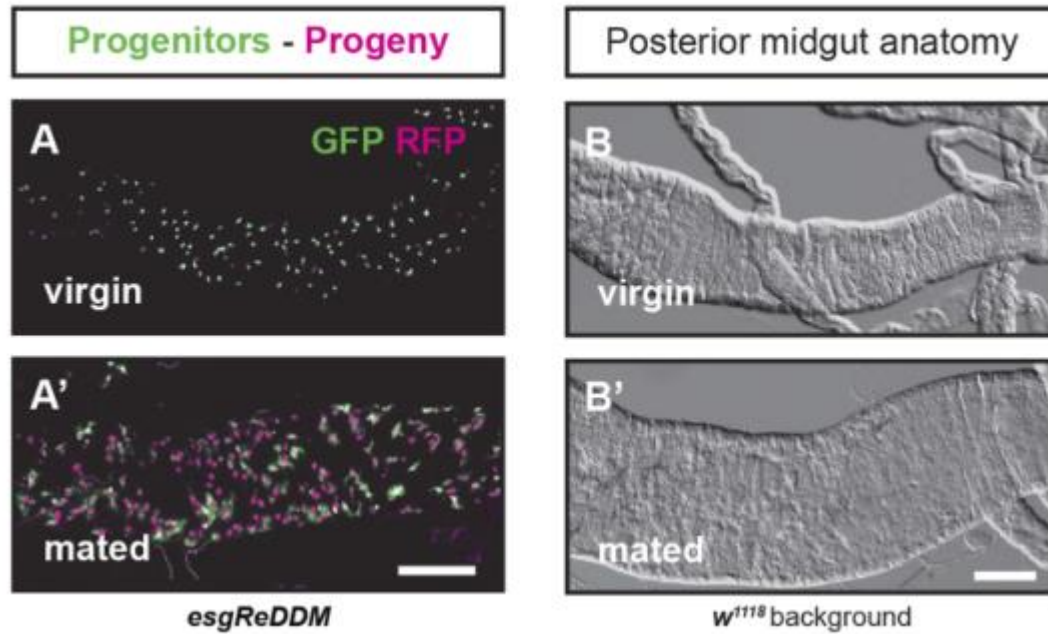 Progenitors - Progeny
Posterior midgut anatomy
A
GFP RFP
virgin
B
virgin
A’
mated
B’
mated
esgReDDM
w1118 background